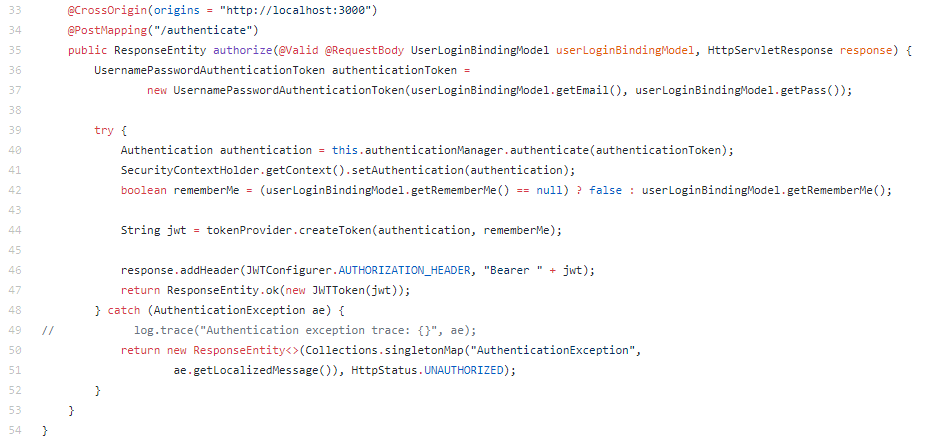 33 @CrossOrigin(origins = "http://localhost:3000")
34 @PostMapping("/authenticate")
35 public ResponseEntity authorize(@Valid @RequestBody UserLoginBindingModel userLoginBindingModel, HttpServletResponse response) {
36 UsernamePasswordAuthenticationToken authenticationToken =
37 new UsernamePasswordAuthenticationToken(userLoginBindingModel.getEmail(), userLoginBindingModel.getPass());
38
39 try {
40 Authentication authentication = this.authenticationManager.authenticate(authenticationToken);
41 SecurityContextHolder.getContext().setAuthentication(authentication);
42 boolean rememberMe = (userLoginBindingModel.getRememberMe() == null) ? false : userLoginBindingModel.getRememberMe();
43
44 String jwt = tokenProvider.createToken(authentication, rememberMe);
45
46 response.addHeader(JWTConfigurer.AUTHORIZATION_HEADER, "Bearer " + jwt);
47 return ResponseEntity.ok(new JWTToken(jwt));
48 } catch (AuthenticationException ae) {
49 // log.trace("Authentication exception trace: {}", ae);
50 return new ResponseEntity<>(Collections.singletonMap("AuthenticationException",
51 ae.getLocalizedMessage()), HttpStatus.UNAUTHORIZED);
52 }
53 }
54 }